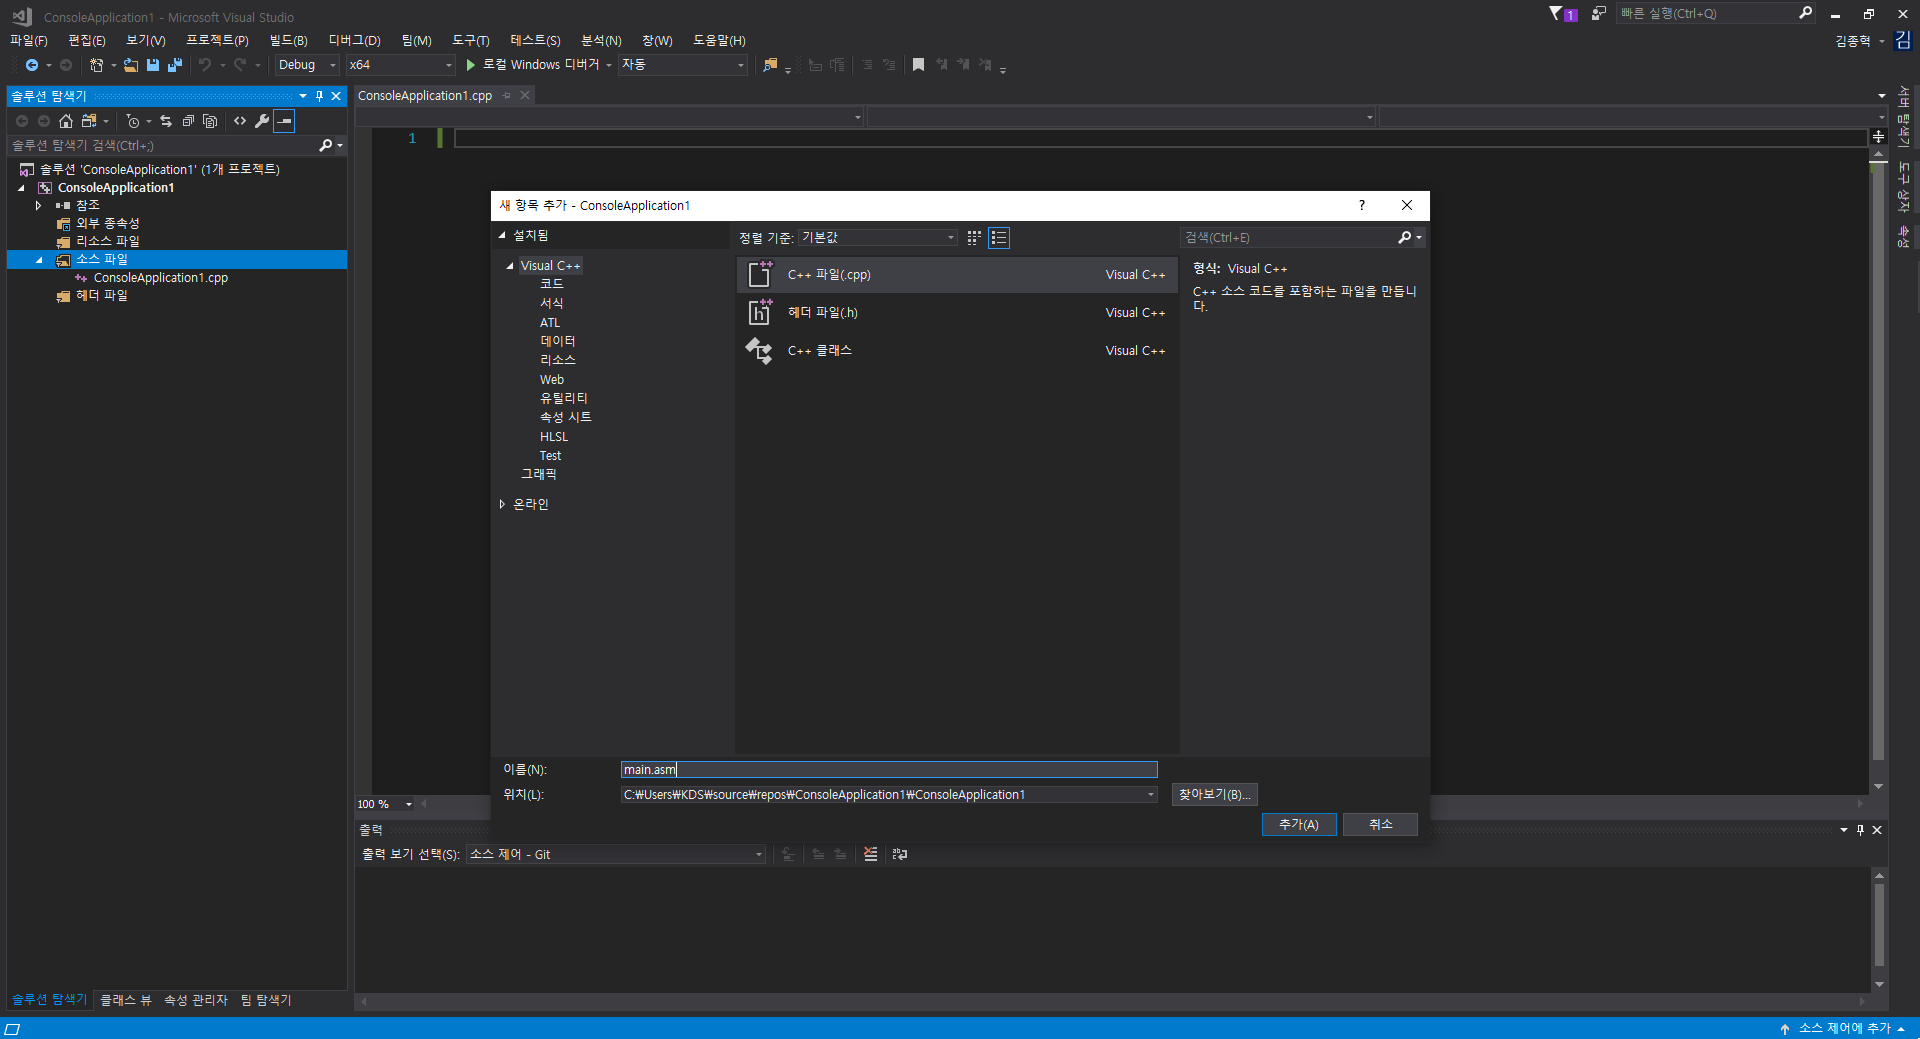 ConsoleApplication1 - Microsoft Visual Studio
1
빠른 실행(Ctrl+Q)
파일(F) 편집(E) 보기(V) 프로젝트(P) 빌드(B) 디버그(D) 팀(M) 도구(T) 테스트(S) 분석(N) 창(W) 도움말(H)
김종혁 김
Debug x64 로컬 Windows 디버거 자동
솔루션 탐색기
ConsoleApplication1.cpp
솔루션 탐색기 검색(Ctrl+;)
솔루션 'ConsoleApplication1' (1개 프로젝트)
ConsoleApplication1
참조
외부 종속성
리소스 파일
소스 파일
ConsoleApplication1.cpp
헤더 파일
1
새 항목 추가 - ConsoleApplication1
?
설치됨
정렬 기준: 기본값
검색(Ctrl+E)
Visual C++
코드
서식
ATL
데이터
리소스
Web
유틸리티
속성 시트
HLSL
Test
그래픽
온라인
C++ 파일(.cpp) Visual C++
헤더 파일(.h) Visual C++
C++ 클래스 Visual C++
형식: Visual C++
C++ 소스 코드를 포함하는 파일을 만듭니
다.
이름(N): main.asm
위치(L): C:₩Users₩KDS₩source₩repos₩ConsoleApplication1₩ConsoleApplication1
찾아보기(B)...
추가(A) 취소
서버 탐색기
도구 상자
속성
100 %
출력
출력 보기 선택(S): 소스 제어 - Git
솔루션 탐색기 클래스 뷰 속성 관리자 팀 탐색기
소스 제어에 추가